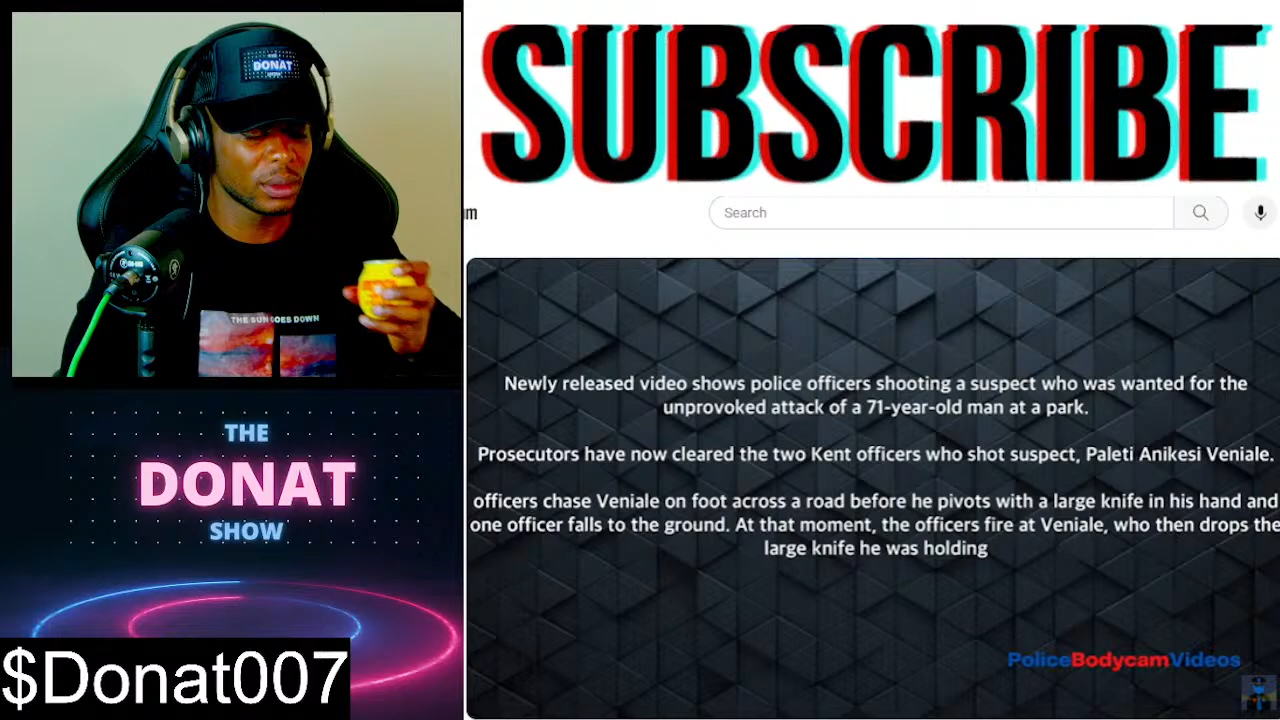 SUBSCRIBE
Search
THE
DONAT
SHOW
THE SUN GOES DOWN
Newly released video shows police officers shooting a suspect who was wanted for the
unprovoked attack of a 71-year-old man at a park.
Prosecutors have now cleared the two Kent officers who shot suspect, Paleti Anikesi Veniale.
officers chase Veniale on foot across a road before he pivots with a large knife in his hand and
one officer falls to the ground. At that moment, the officers fire at Veniale, who then drops the
large knife he was holding
THE
DONAT
SHOW
$Donat007
PoliceBodycamVideos